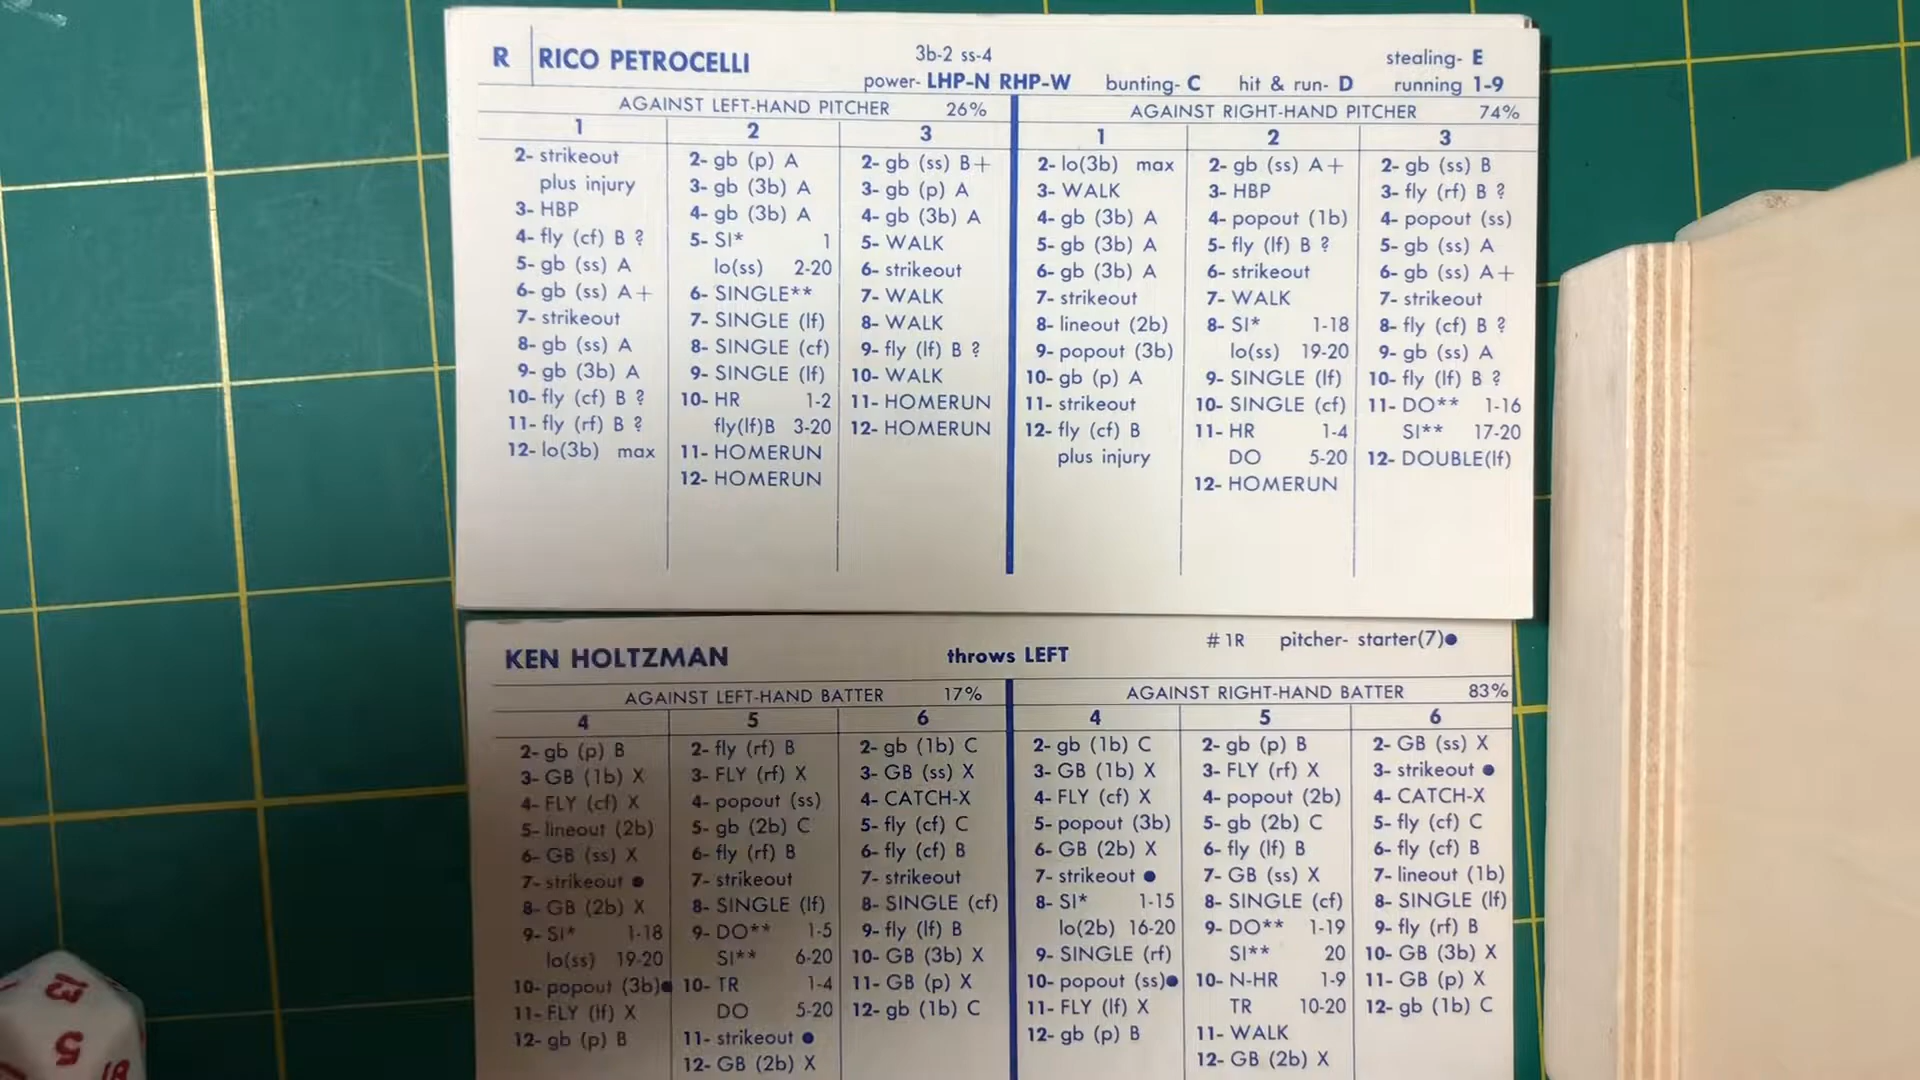 R RICO PETROCELLI
3b-2 ss-4
power- LHP-N RHP-W bunting- C hit & run- D
stealing- E
running 1-9
AGAINST LEFT-HAND PITCHER 26%
1
2- strikeout
plus injury
3- HBP
4- fly (cf) B ?
5- gb (ss) A
6- gb (ss) A+
7- strikeout
8- gb (ss) A
9- gb (3b) A
10- fly (cf) B ?
11- fly (rf) B ?
12- lo(3b) max
2
2- gb (p) A
3- gb (3b) A
4- gb (3b) A
5- SI* 1
lo(ss) 2-20
6- SINGLE**
7- SINGLE (lf)
8- SINGLE (cf)
9- SINGLE (lf)
10- HR 1-2
fly(lf)B 3-20
11- HOMERUN
12- HOMERUN
3
2- gb (ss) B+
3- gb (p) A
4- gb (3b) A
5- WALK
6- strikeout
7- WALK
8- WALK
9- fly (lf) B ?
10- WALK
11- HOMERUN
12- HOMERUN
AGAINST RIGHT-HAND PITCHER 74%
1
2- lo(3b) max
3- WALK
4- gb (3b) A
5- gb (3b) A
6- gb (3b) A
7- strikeout
8- lineout (2b)
9- popout (3b)
10- gb (p) A
11- strikeout
12- fly (cf) B
plus injury
2
2- gb (ss) A+
3- HBP
4- popout (1b)
5- fly (lf) B ?
6- strikeout
7- WALK
8- SI* 1-18
lo(ss) 19-20
9- SINGLE (lf)
10- SINGLE (cf)
11- HR 1-4
DO 5-20
12- HOMERUN
3
2- gb (ss) B
3- fly (rf) B ?
4- popout (ss)
5- gb (ss) A
6- gb (ss) A+
7- strikeout
8- fly (cf) B ?
9- gb (ss) A
10- fly (lf) B ?
11- DO** 1-16
SI** 17-20
12- DOUBLE(lf)
KEN HOLTZMAN
throws LEFT
#1R pitcher- starter(7)●
AGAINST LEFT-HAND BATTER 17%
4
2- gb (p) B
3- GB (1b) X
4- FLY (cf) X
5- lineout (2b)
6- GB (ss) X
7- strikeout ●
8- GB (2b) X
9- SI* 1-18
lo(ss) 19-20
10- popout (3b)●
11- FLY (lf) X
12- gb (p) B
5
2- fly (rf) B
3- FLY (rf) X
4- popout (ss)
5- gb (2b) C
6- fly (rf) B
7- strikeout
8- SINGLE (lf)
9- DO** 1-5
SI** 6-20
10- TR 1-4
DO 5-20
11- strikeout ●
12- GB (2b) X
6
2- gb (1b) C
3- GB (ss) X
4- CATCH-X
5- fly (cf) C
6- fly (cf) B
7- strikeout
8- SINGLE (cf)
9- fly (lf) B
10- GB (3b) X
11- GB (p) X
12- gb (1b) C
AGAINST RIGHT-HAND BATTER 83%
4
2- gb (1b) C
3- GB (1b) X
4- FLY (cf) X
5- popout (3b)
6- GB (2b) X
7- strikeout ●
8- SI* 1-15
lo(2b) 16-20
9- SINGLE (rf)
10- popout (ss)●
11- FLY (lf) X
12- gb (p) B
5
2- gb (p) B
3- FLY (rf) X
4- popout (2b)
5- gb (2b) C
6- fly (lf) B
7- GB (ss) X
8- SINGLE (cf)
9- DO** 1-19
SI** 20
10- N-HR 1-9
TR 10-20
11- WALK
12- GB (2b) X
6
2- GB (ss) X
3- strikeout ●
4- CATCH-X
5- fly (cf) C
6- fly (cf) B
7- lineout (1b)
8- SINGLE (lf)
9- fly (rf) B
10- GB (3b) X
11- GB (p) X
12- gb (1b) C
13
5